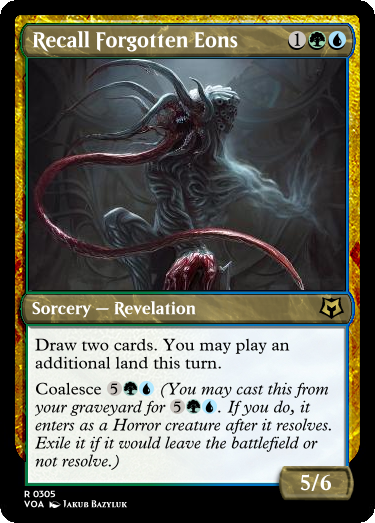 Recall Forgotten Eons 1
Sorcery — Revelation
Draw two cards. You may play an
additional land this turn.
Coalesce 5 (You may cast this from
your graveyard for 5 . If you do, it
enters as a Horror creature after it resolves.
Exile it if it would leave the battlefield or
not resolve.)
5/6
R 0305
VOA Jakub Bazyluk